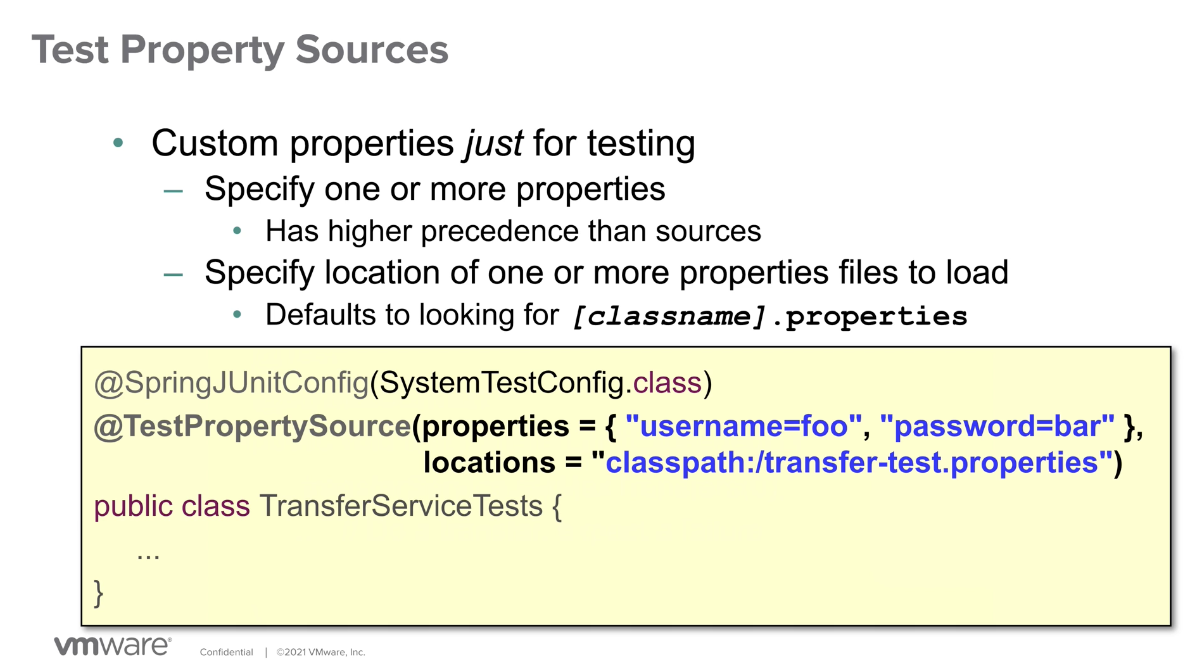 Test Property Sources
• Custom properties just for testing
– Specify one or more properties
• Has higher precedence than sources
– Specify location of one or more properties files to load
• Defaults to looking for [classname].properties
@SpringJUnitConfig(SystemTestConfig.class)
@TestPropertySource(properties = { "username=foo", "password=bar" },
locations = "classpath:/transfer-test.properties")
public class TransferServiceTests {
...
}
vmware® Confidential | ©2021 VMware, Inc.